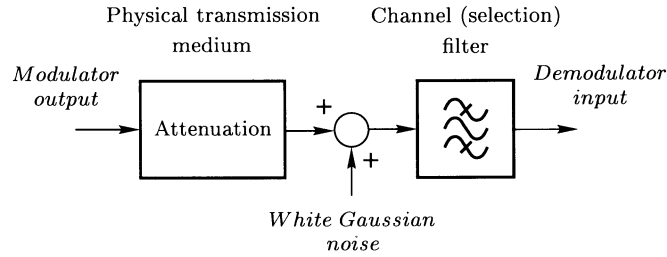 Physical transmission
medium
Channel (selection)
filter
Modulator
output
Attenuation
+
+
Demodulator
input
White Gaussian
noise